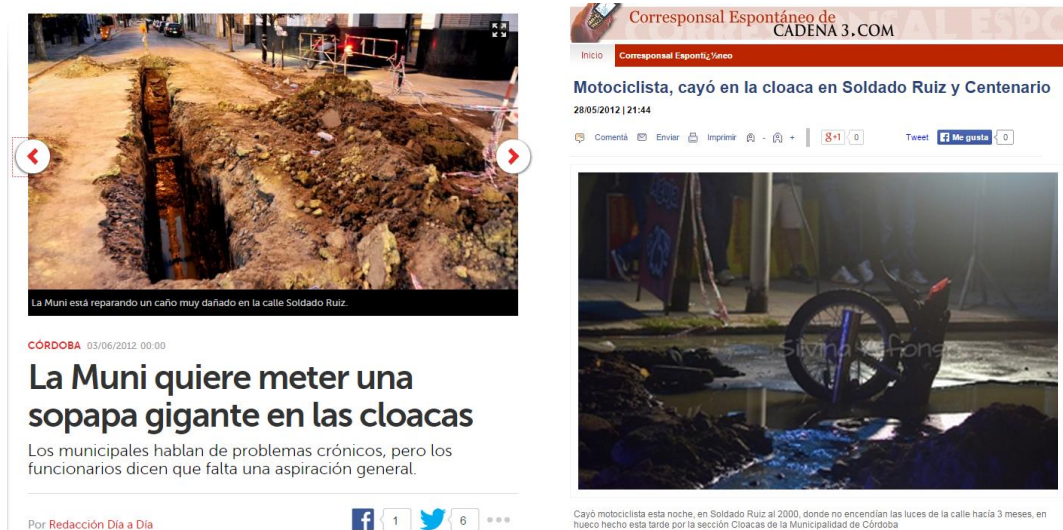 La Muni está reparando un caño muy dañado en la calle Soldado Ruiz.
CÓRDOBA 03/06/2012 00:00
La Muni quiere meter una
sopapa gigante en las cloacas
Los municipales hablan de problemas crónicos, pero los
funcionarios dicen que falta una aspiración general.
Por Redacción Día a Día
1
6
Corresponsal Espontáneo de
CADENA 3.COM
Inicio Corresponsal Espontï¿½neo
Motociclista, cayó en la cloaca en Soldado Ruiz y Centenario
28/05/2012 | 21:44
Comentá Enviar Imprimir - + g+1 0 Tweet Me gusta 0
Silvina Afonso
Cayó motociclista esta noche, en Soldado Ruiz al 2000, donde no encendían las luces de la calle hacía 3 meses, en
hueco hecho esta tarde por la sección Cloacas de la Municipalidad de Córdoba